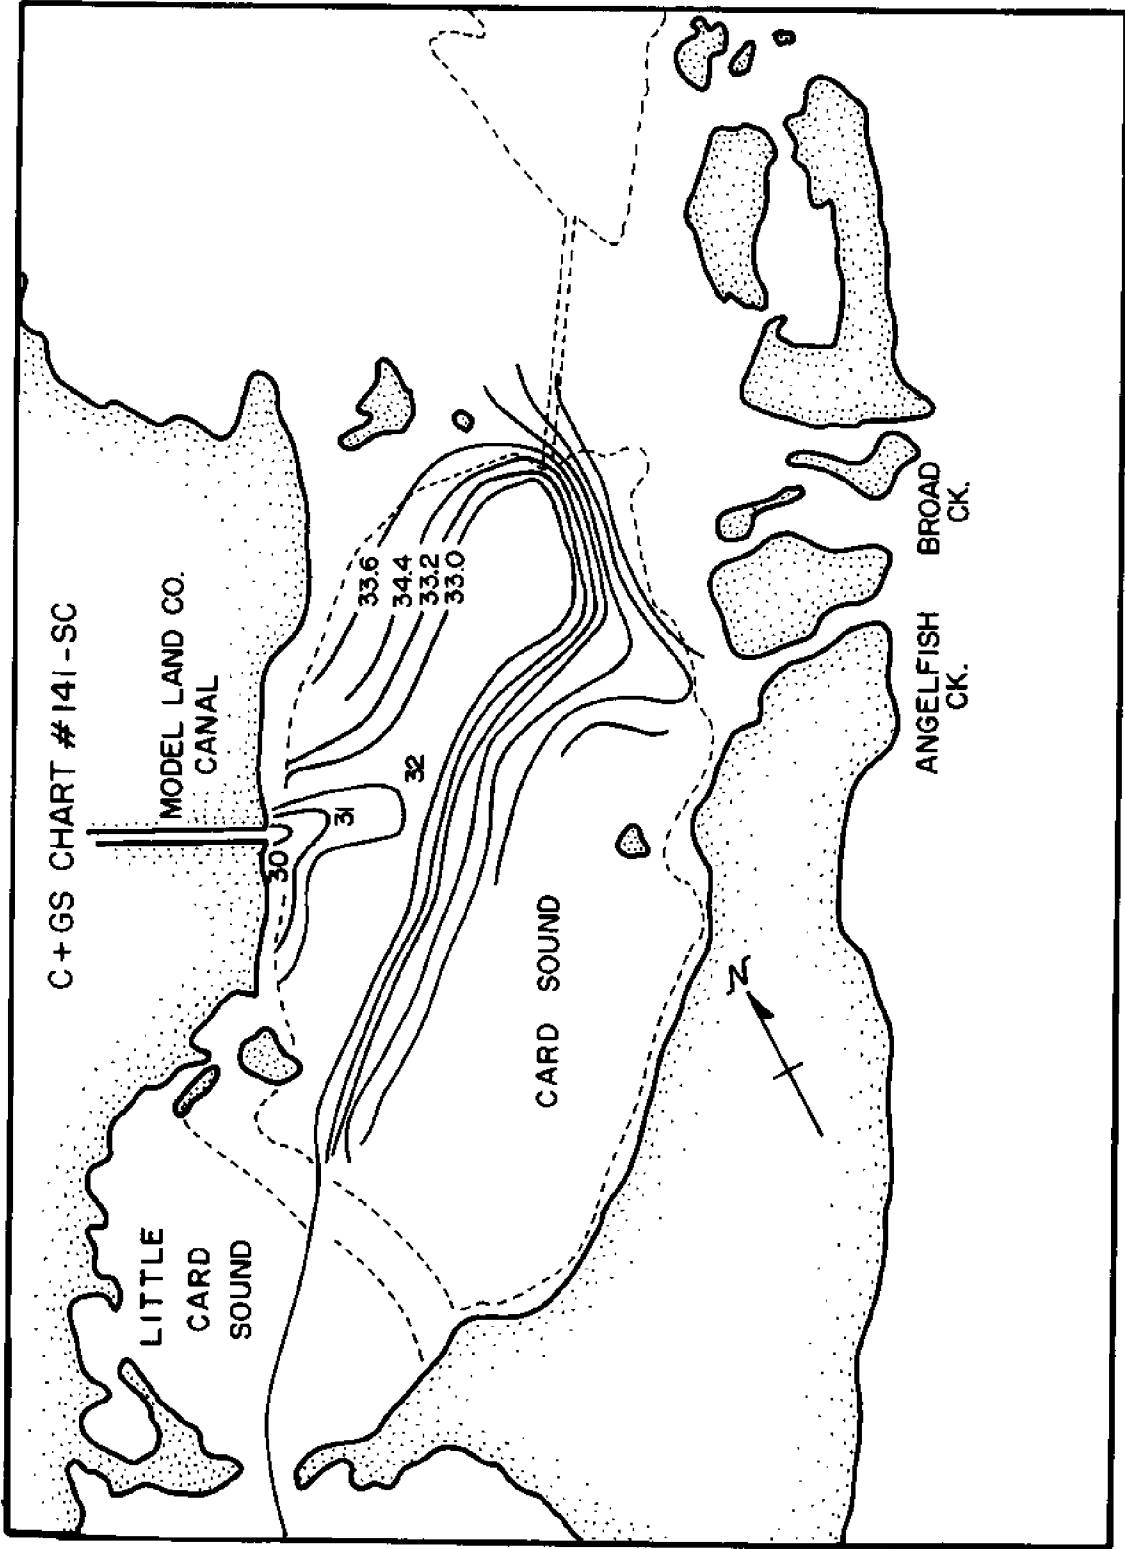 C+GS CHART #141-SC
MODEL LAND CO.
CANAL
33.6
34.4
33.2
33.0
32
31
30
LITTLE
CARD
SOUND
CARD SOUND
N
ANGELFISH
CK.
BROAD
CK.